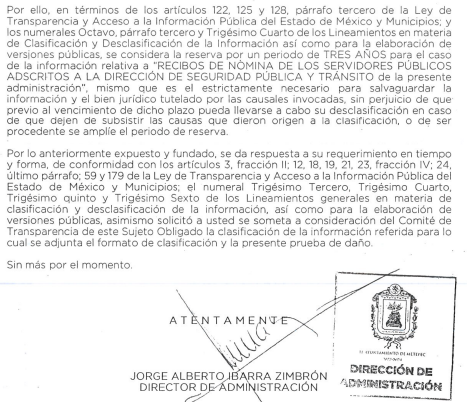 Por ello, en términos de los artículos 122, 125 y 128, párrafo tercero de la Ley de
Transparencia y Acceso a la Información Pública del Estado de México y Municipios; y
los numerales Octavo, párrafo tercero y Trigésimo Cuarto de los Lineamientos en materia
de Clasificación y Desclasificación de la Información así como para la elaboración de
versiones públicas, se considera la reserva por un periodo de TRES AÑOS para el caso
de la información relativa a "RECIBOS DE NÓMINA DE LOS SERVIDORES PÚBLICOS
ADSCRITOS A LA DIRECCIÓN DE SEGURIDAD PÚBLICA Y TRÁNSITO de la presente
administración", mismo que es el estrictamente necesario para salvaguardar la
información y el bien jurídico tutelado por las causales invocadas, sin perjuicio de que
previo al vencimiento de dicho plazo pueda llevarse a cabo su desclasificación en caso
de que dejen de subsistir las causas que dieron origen a la clasificación, o de ser
procedente se amplíe el periodo de reserva.
Por lo anteriormente expuesto y fundado, se da respuesta a su requerimiento en tiempo
y forma, de conformidad con los artículos 3, fracción II; 12, 18, 19, 21, 23, fracción IV; 24,
último párrafo; 59 y 179 de la Ley de Transparencia y Acceso a la Información Pública del
Estado de México y Municipios; el numeral Trigésimo Tercero, Trigésimo Cuarto,
Trigésimo quinto y Trigésimo Sexto de los Lineamientos generales en materia de
clasificación y desclasificación de la información, así como para la elaboración de
versiones públicas, asimismo solicitó a usted se someta a consideración del Comité de
Transparencia de este Sujeto Obligado la clasificación de la información referida para lo
cual se adjunta el formato de clasificación y la presente prueba de daño.
Sin más por el momento.
ATENTAMENTE
JORGE ALBERTO IBARRA ZIMBRÓN
DIRECTOR DE ADMINISTRACIÓN
AYUNTAMIENTO DE METEPEC
DIRECCIÓN DE
ADMINISTRACIÓN